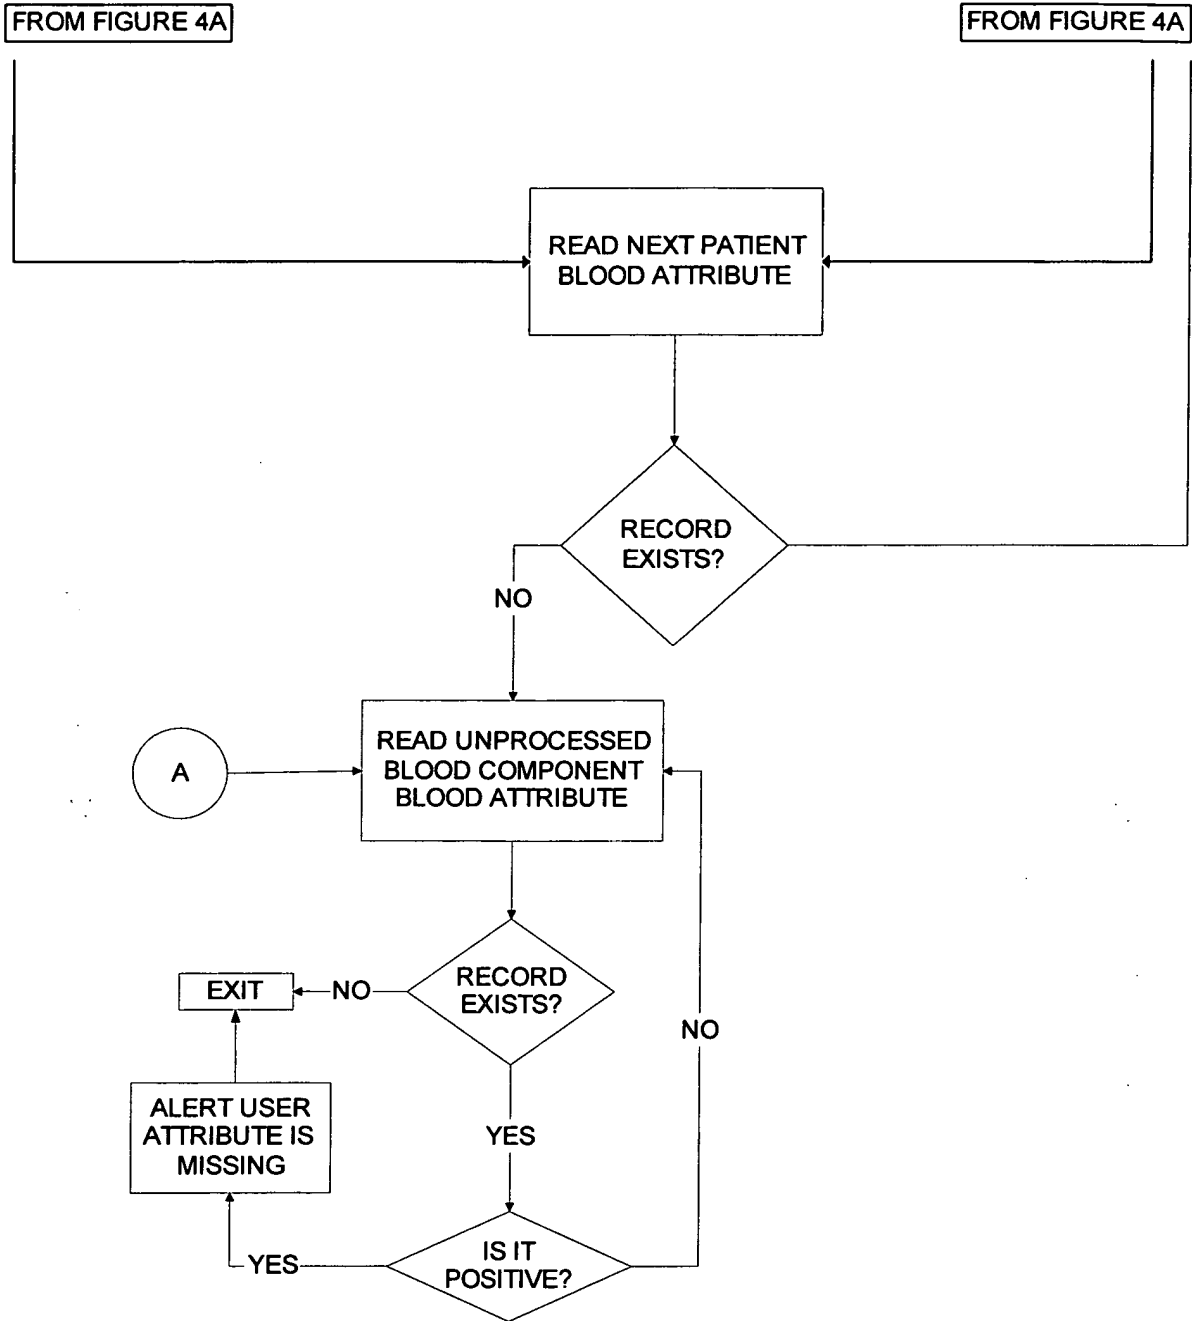 FROM FIGURE 4A
FROM FIGURE 4A
READ NEXT PATIENT
BLOOD ATTRIBUTE
RECORD
EXISTS?
NO
READ UNPROCESSED
BLOOD COMPONENT
BLOOD ATTRIBUTE
A
RECORD
EXISTS?
NO
EXIT
NO
ALERT USER
ATTRIBUTE IS
MISSING
YES
IS IT
POSITIVE?
YES